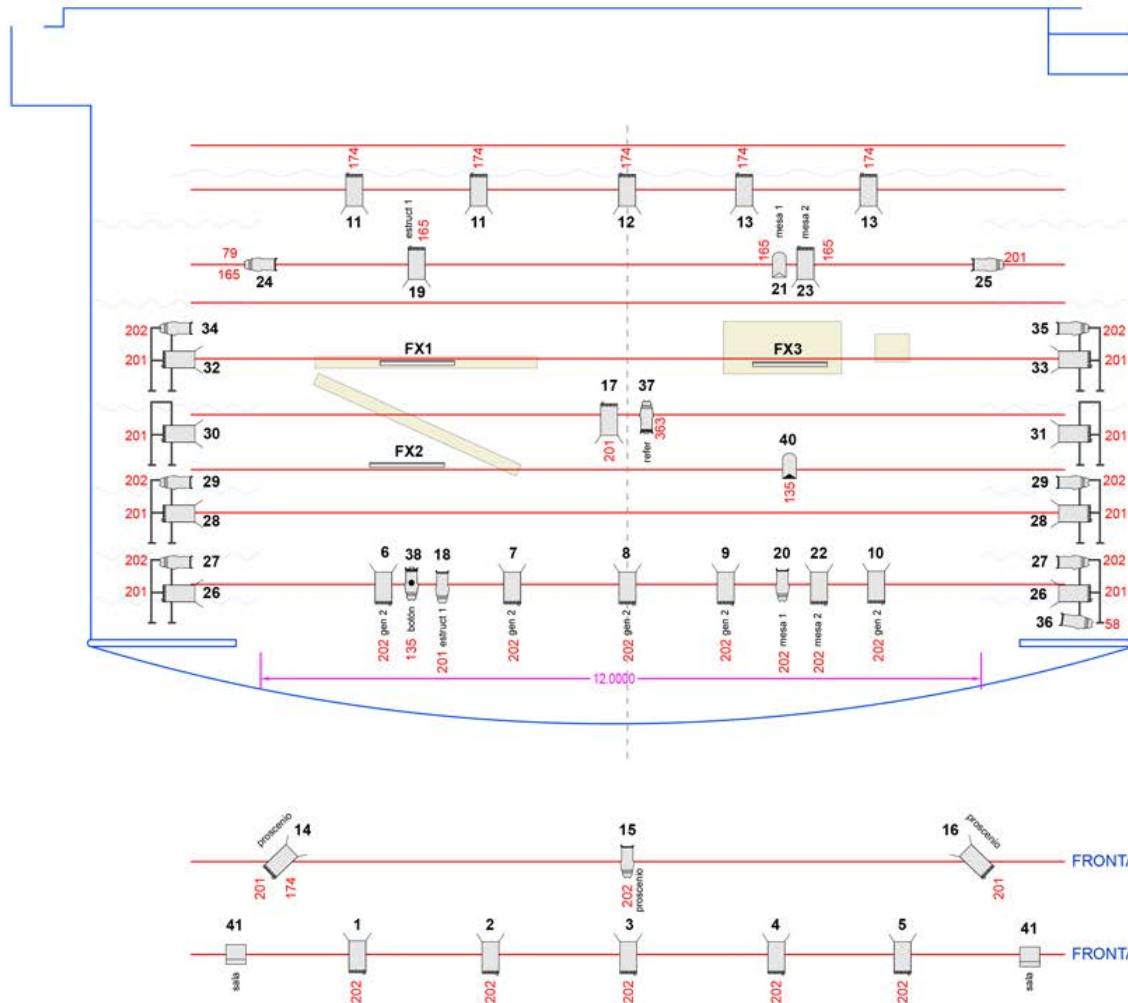 174 174 174 174 174
11 11 12 13 13
estruct 1 mesa 1 mesa 2
165 165 165
79 201
165
24 19 21 23 25
202 34 35 202
201 32 FX1 FX3 33 201
17 37
201 30 31 201
201 refer 363 40
FX2 135
202 29 29 202
201 28 28 201
6 38 18 7 8 9 20 22 10
202 27 27 202
201 26 26 201
36 58
202 gen 2 135 botón 201 estruct 1 202 gen 2 202 gen 2 202 gen 2 202 mesa 1 202 mesa 2 202 gen 2
12.0000
proscenio 14 15 16 proscenio
201 174 202 proscenio 201 FRONTA
41 1 2 3 4 5 41
FRONTA
sala 202 202 202 202 202 sala